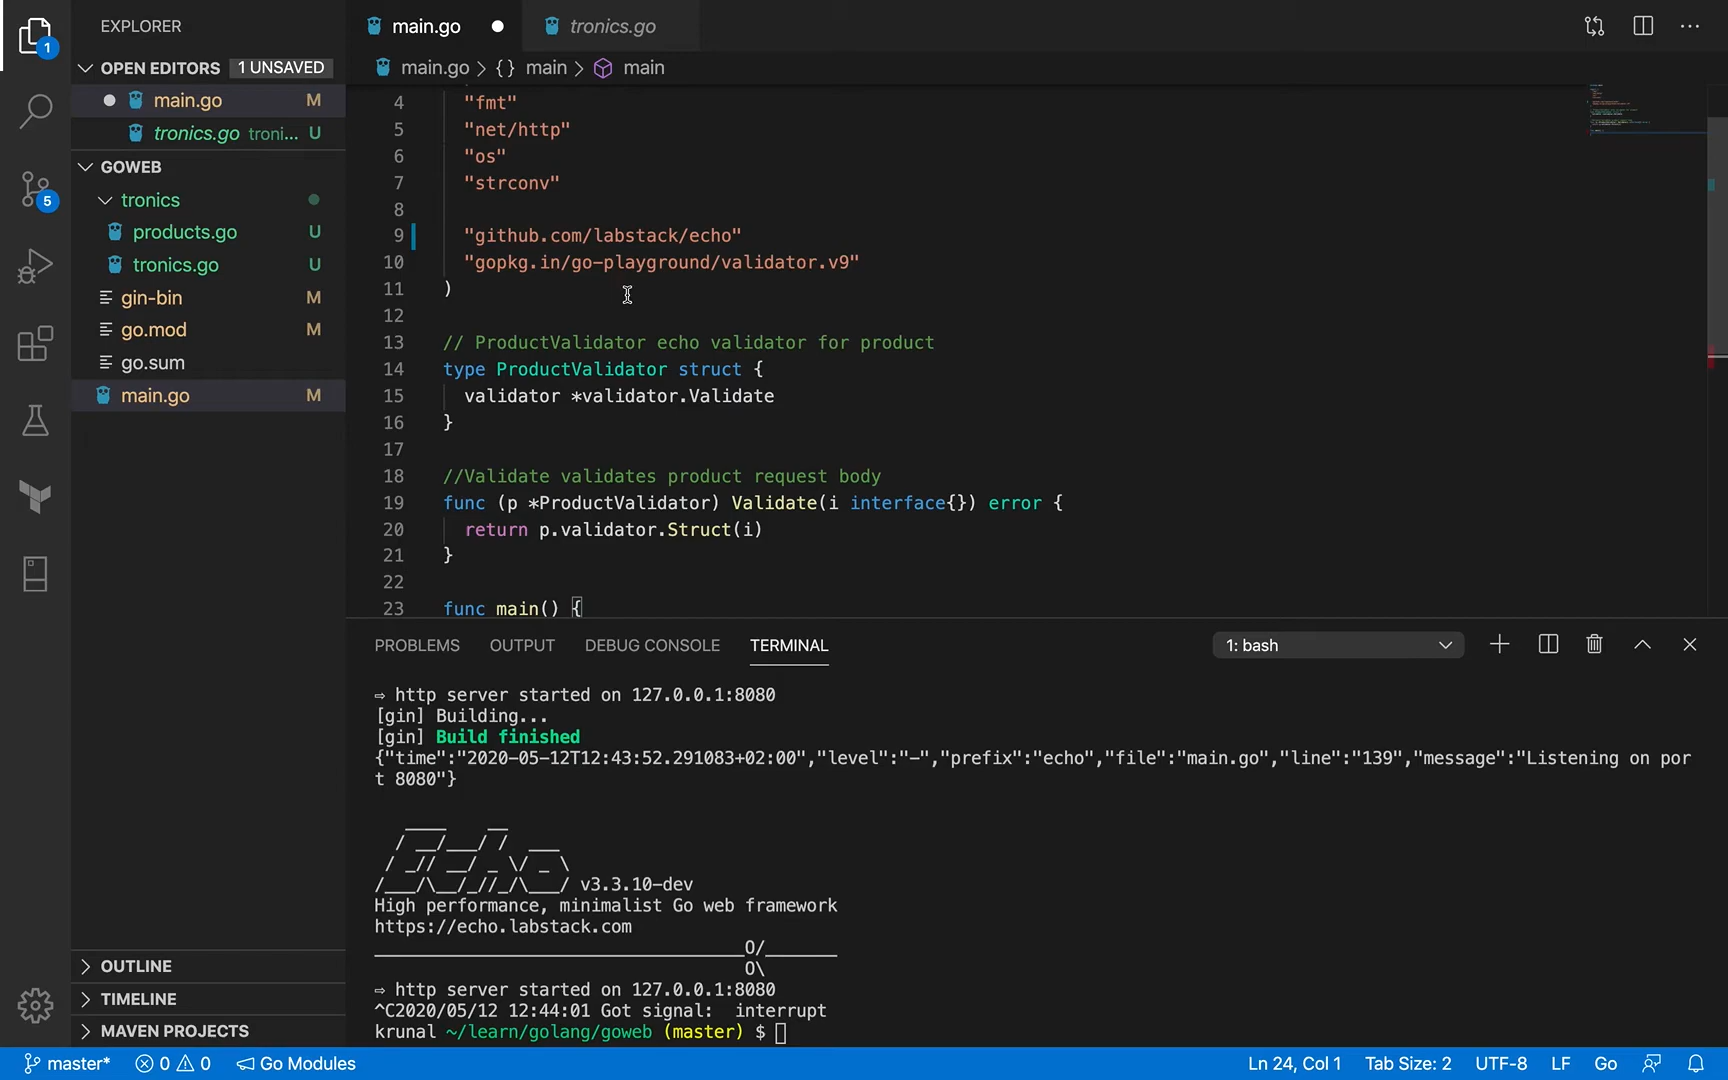 EXPLORER
OPEN EDITORS 1 UNSAVED
main.go M
tronics.go troni... U
GOWEB
tronics
products.go U
tronics.go U
gin-bin M
go.mod M
go.sum
main.go M
OUTLINE
TIMELINE
MAVEN PROJECTS
1
5
main.go
tronics.go
main.go > {} main > main
4 "fmt"
5 "net/http"
6 "os"
7 "strconv"
8
9 "github.com/labstack/echo"
10 "gopkg.in/go-playground/validator.v9"
11 )
12
13 // ProductValidator echo validator for product
14 type ProductValidator struct {
15 validator *validator.Validate
16 }
17
18 //Validate validates product request body
19 func (p *ProductValidator) Validate(i interface{}) error {
20 return p.validator.Struct(i)
21 }
22
23 func main() {
PROBLEMS OUTPUT DEBUG CONSOLE TERMINAL 1: bash
⇨ http server started on 127.0.0.1:8080
[gin] Building...
[gin] Build finished
{"time":"2020-05-12T12:43:52.291083+02:00","level":"-","prefix":"echo","file":"main.go","line":"139","message":"Listening on por
t 8080"}
Echo v3.3.10-dev
High performance, minimalist Go web framework
https://echo.labstack.com
____________________________________O/_______
O\
⇨ http server started on 127.0.0.1:8080
^C2020/05/12 12:44:01 Got signal:  interrupt
krunal ~/learn/golang/goweb (master) $
master* 0 0 Go Modules Ln 24, Col 1 Tab Size: 2 UTF-8 LF Go